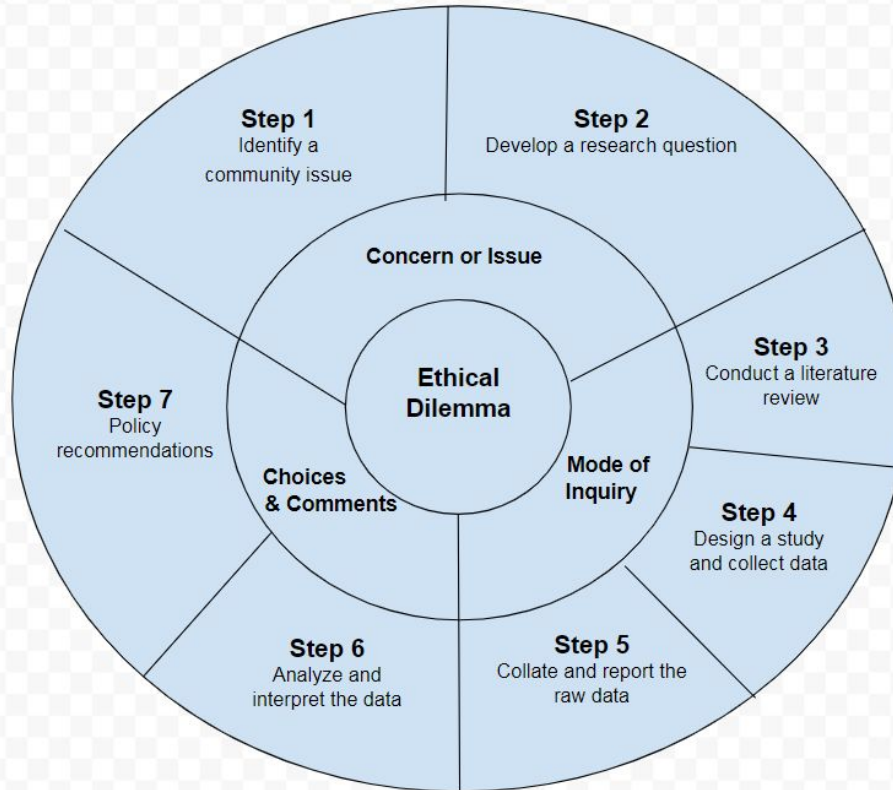 Step 1
Identify a
community issue
Step 2
Develop a research question
Concern or Issue
Step 3
Conduct a literature
review
Ethical
Dilemma
Step 7
Policy
recommendations
Choices
& Comments
Mode of
Inquiry
Step 4
Design a study
and collect data
Step 6
Analyze and
interpret the data
Step 5
Collate and report the
raw data